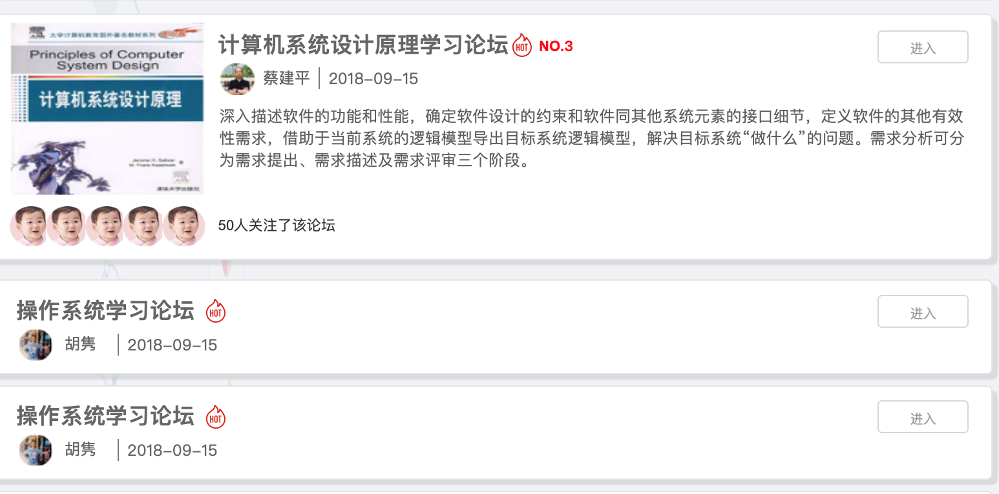 大学计算机教育国外著名教材系列
Principles of Computer
System Design
计算机系统设计原理
Jerome H. Saltzer
M. Frans Kaashoek
清华大学出版社
计算机系统设计原理学习论坛 HOT NO.3
进入
蔡建平 2018-09-15
深入描述软件的功能和性能，确定软件设计的约束和软件同其他系统元素的接口细节，定义软件的其他有效
性需求，借助于当前系统的逻辑模型导出目标系统逻辑模型，解决目标系统“做什么”的问题。需求分析可分
为需求提出、需求描述及需求评审三个阶段。
50人关注了该论坛
操作系统学习论坛 HOT
进入
胡隽 2018-09-15
操作系统学习论坛 HOT
进入
胡隽 2018-09-15